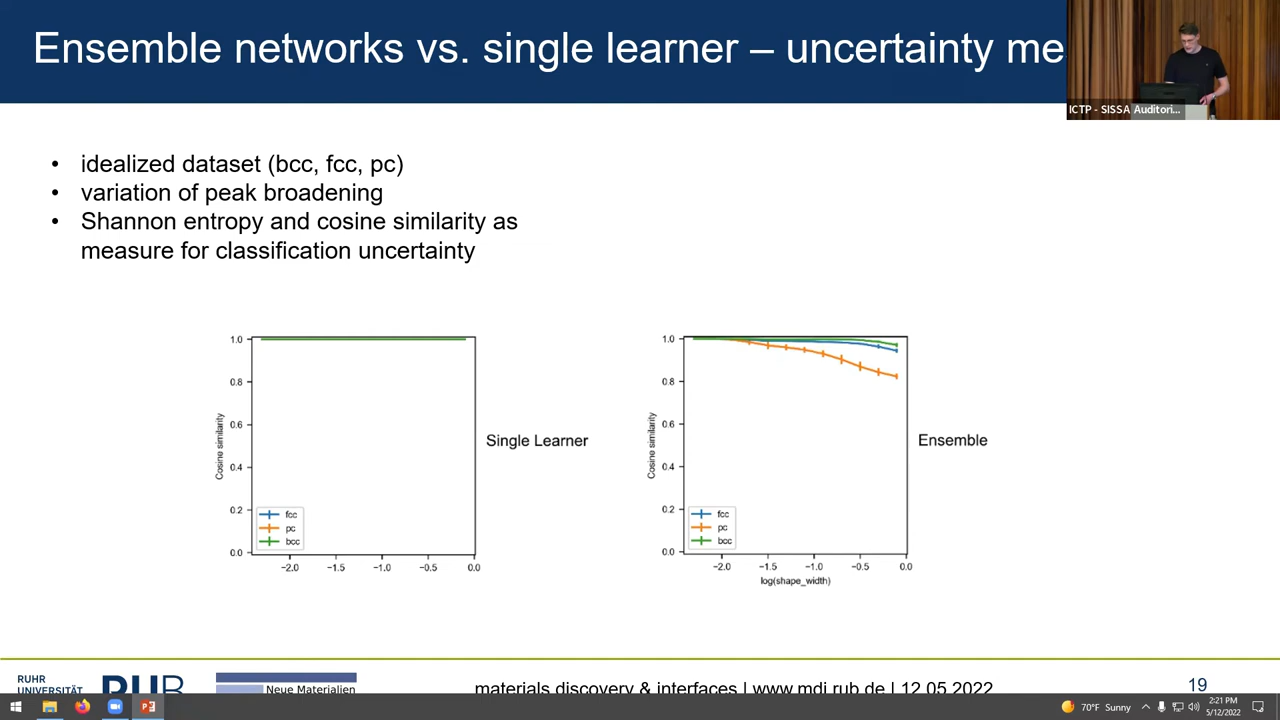 Ensemble networks vs. single learner – uncertainty me
ICTP - SISSA Auditori...
• idealized dataset (bcc, fcc, pc)
• variation of peak broadening
• Shannon entropy and cosine similarity as
measure for classification uncertainty
1.0
0.8
0.6
0.4
0.2
0.0
Cosine similarity
fcc
pc
bcc
−2.0 −1.5 −1.0 −0.5 0.0
Single Learner
1.0
0.8
0.6
0.4
0.2
0.0
Cosine similarity
fcc
pc
bcc
−2.0 −1.5 −1.0 −0.5 0.0
log(shape_width)
Ensemble
RUHR
UNIVERSITÄT
RUB
Neue Materialien
materials discovery & interfaces | www.mdi.rub.de | 12.05.2022
19
70°F Sunny
2:21 PM
5/12/2022